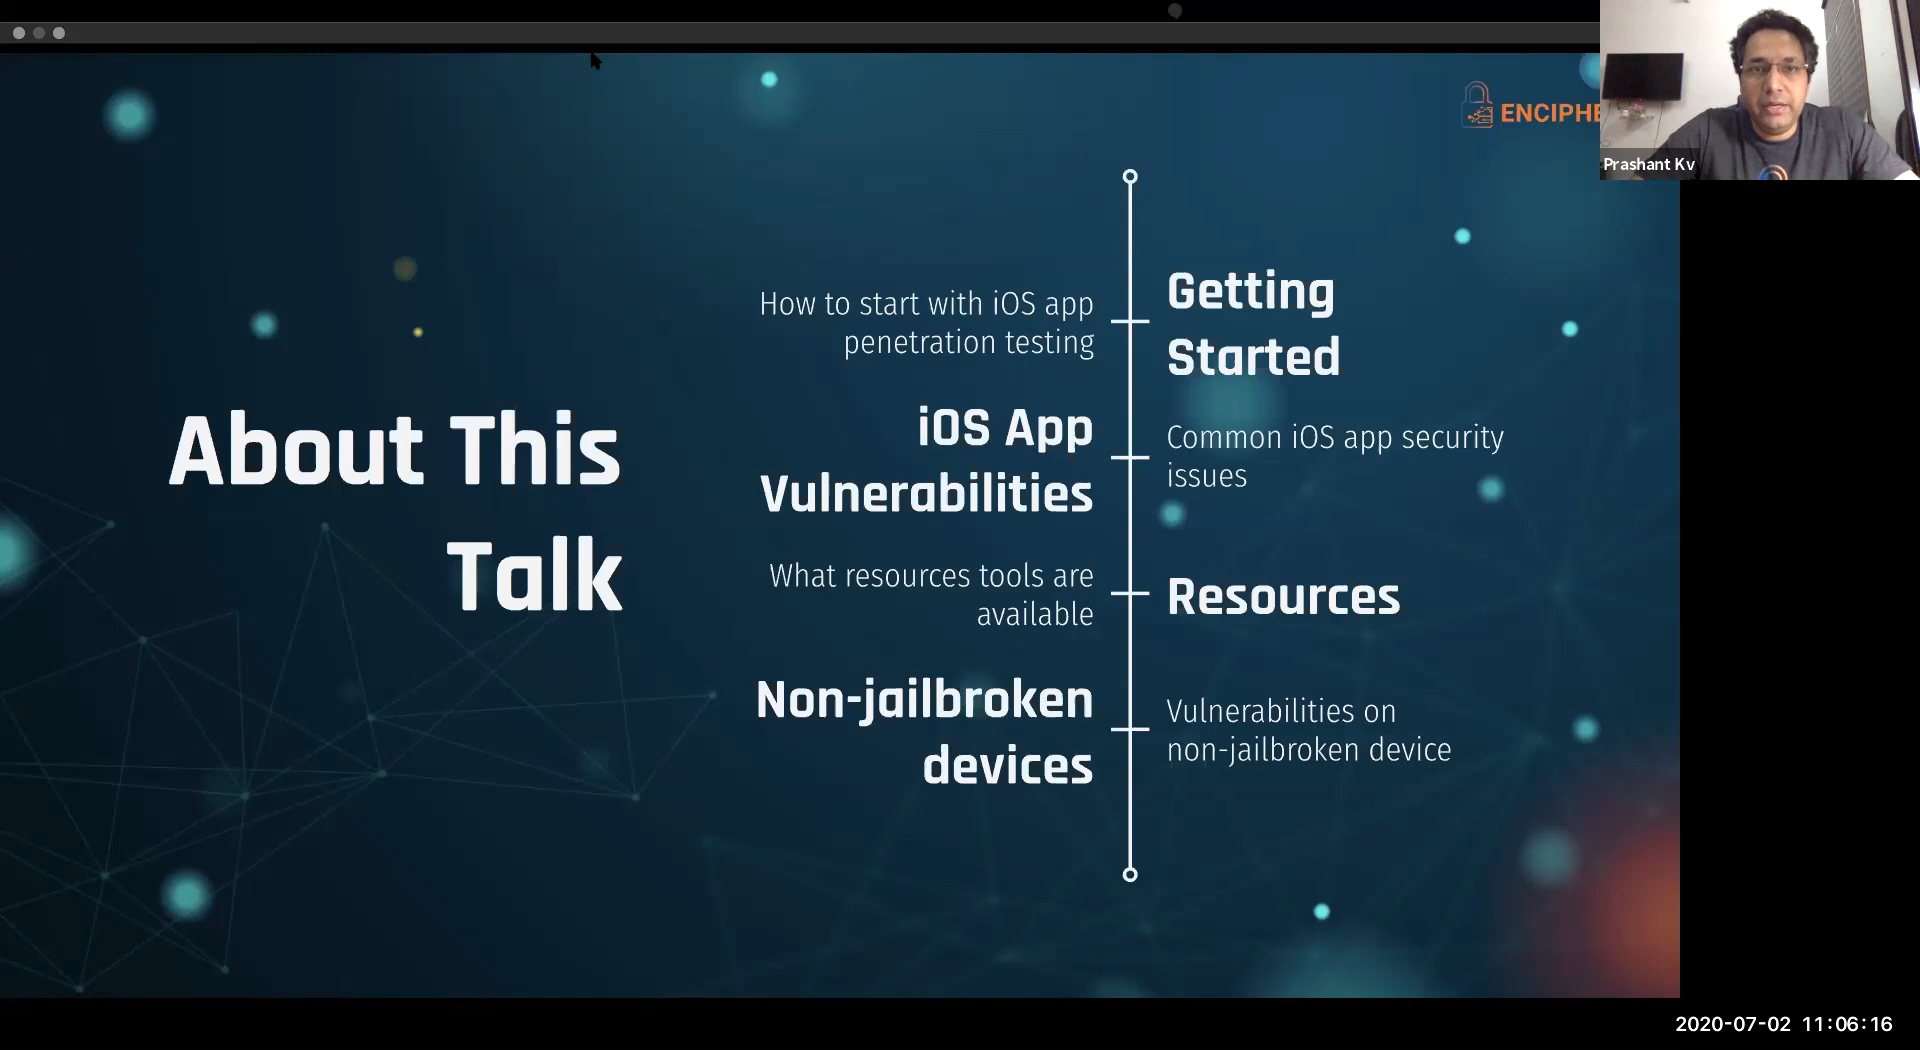 ENCIPHE
Prashant Kv
About This
Talk
How to start with iOS app
penetration testing
Getting
Started
iOS App
Vulnerabilities
Common iOS app security
issues
What resources tools are
available
Resources
Non-jailbroken
devices
Vulnerabilities on
non-jailbroken device
2020-07-02 11:06:16